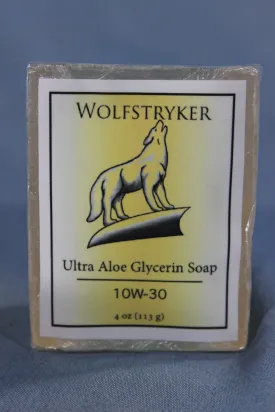 WOLFSTRYKER
Ultra Aloe Glycerin Soap
10W-30
4 oz (113 g)